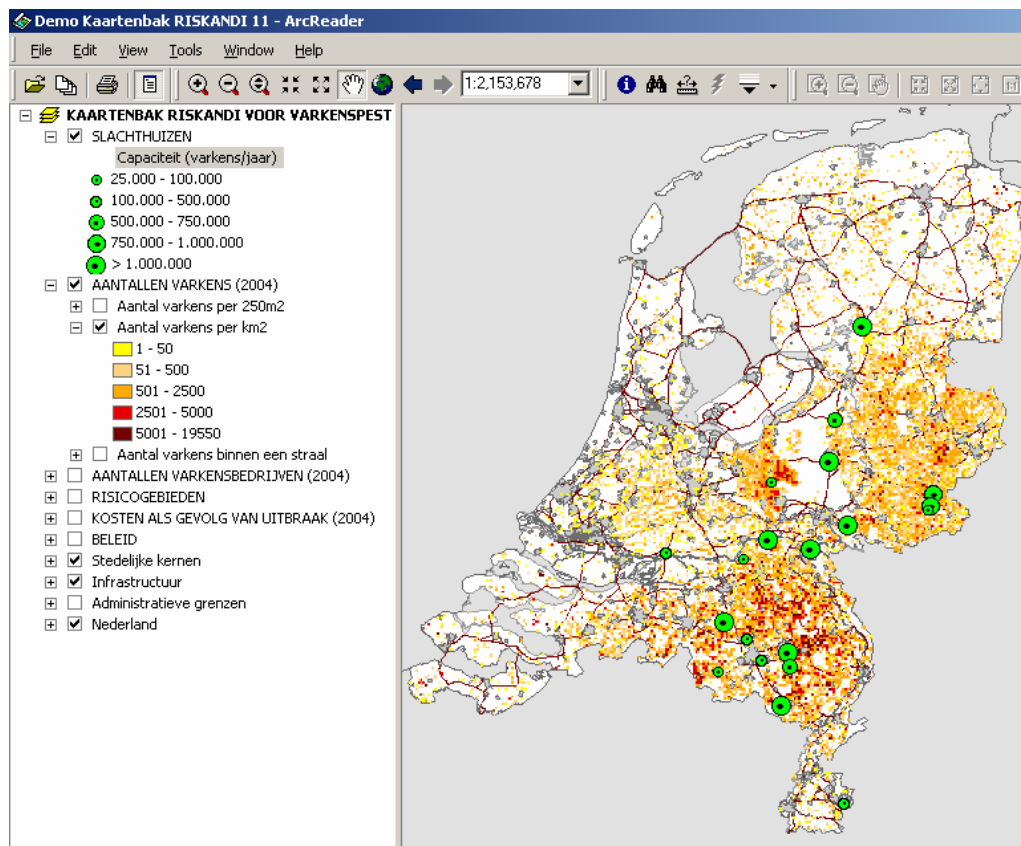 Demo Kaartenbak RISKANDI 11 - ArcReader
File Edit View Tools Window Help
1:2,153,678
KAARTENBAK RISKANDI VOOR VARKENSPEST
SLACHTHUIZEN
Capaciteit (varkens/jaar)
25.000 - 100.000
100.000 - 500.000
500.000 - 750.000
750.000 - 1.000.000
> 1.000.000
AANTALLEN VARKENS (2004)
Aantal varkens per 250m2
Aantal varkens per km2
1 - 50
51 - 500
501 - 2500
2501 - 5000
5001 - 19550
Aantal varkens binnen een straal
AANTALLEN VARKENSBEDRIJVEN (2004)
RISICOGEBIEDEN
KOSTEN ALS GEVOLG VAN UITBRAAK (2004)
BELEID
Stedelijke kernen
Infrastructuur
Administratieve grenzen
Nederland